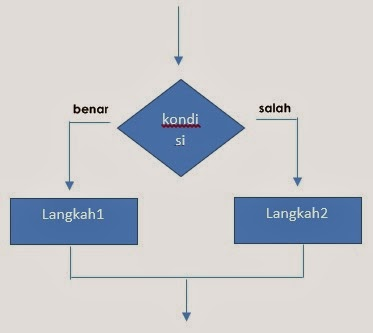 benar
salah
kondi
si
Langkah1
Langkah2